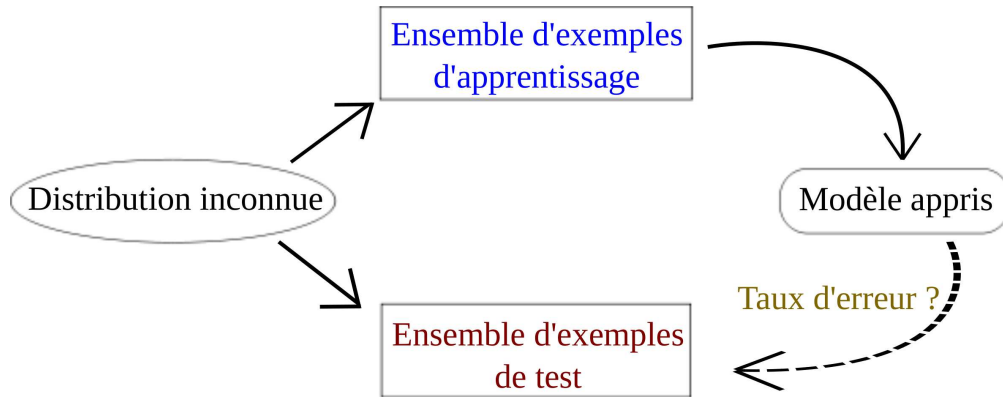 Ensemble d'exemples
d'apprentissage
Distribution inconnue
Modèle appris
Taux d'erreur ?
Ensemble d'exemples
de test